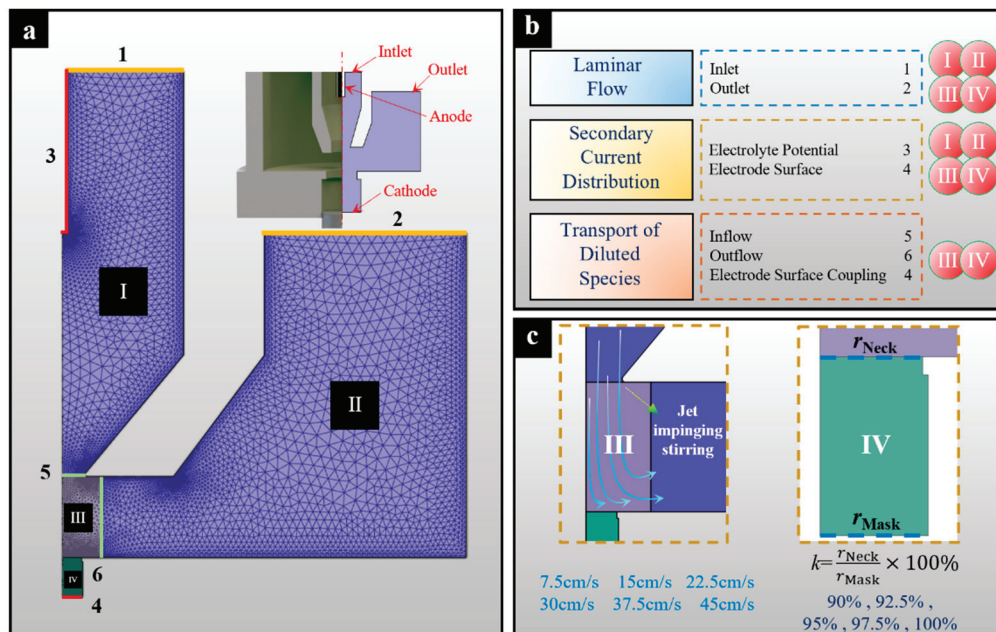 a
1
Intlet
Outlet
Anode
Cathode
3
2
I
II
5
III
6
IV
4
b
Laminar
Flow
Inlet 1
Outlet 2
I II
III IV
Secondary
Current
Distribution
Electrolyte Potential 3
Electrode Surface 4
I II
III IV
Transport of
Diluted
Species
Inflow 5
Outflow 6
Electrode Surface Coupling 4
III IV
c
III
Jet
impinging
stirring
7.5cm/s 15cm/s 22.5cm/s
30cm/s 37.5cm/s 45cm/s
rNeck
IV
rMask
k=rNeck/rMask × 100%
90% , 92.5% ,
95% , 97.5% , 100%